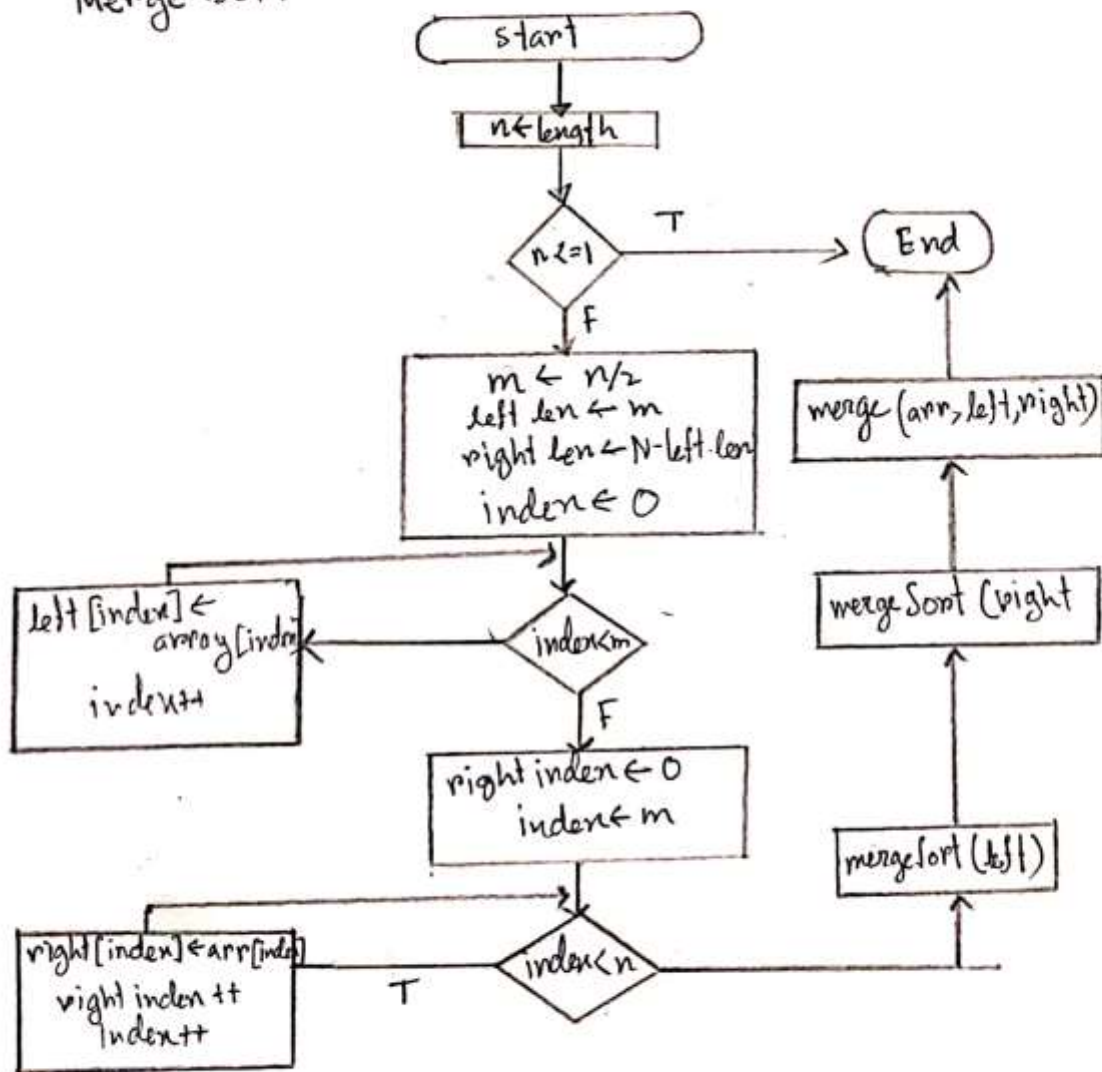 Merge Sort
start
n ← length
n <= 1
T
End
F
m ← n/2
left len ← m
right len ← N-left.len
index ← 0
merge (arr, left, right)
left [index] ←
array [index]
index++
index<m
mergeSort (right
F
right index ← 0
index ← m
mergeSort (left)
right [index] ← arr [index]
right index ++
index++
T
index < n